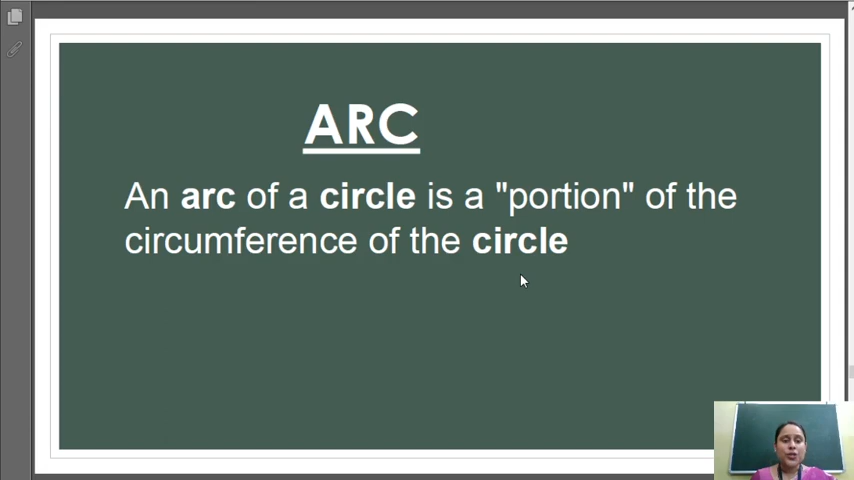 ARC
An arc of a circle is a "portion" of the
circumference of the circle